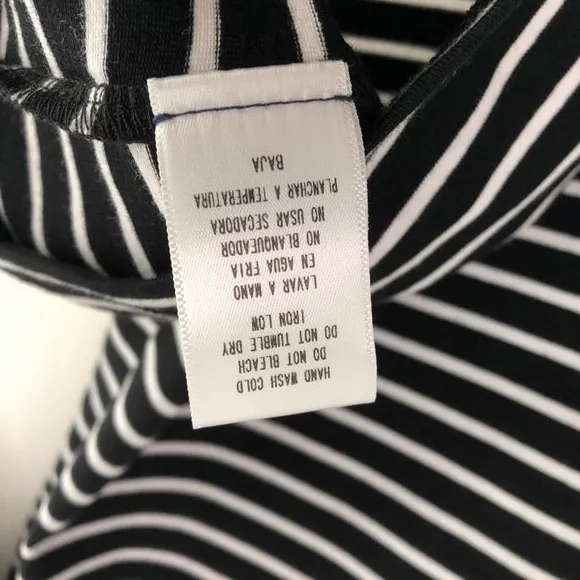 HAND WASH COLD
DO NOT BLEACH
DO NOT TUMBLE DRY
IRON LOW
LAVAR A MANO
EN AGUA FRIA
NO BLANQUEADOR
NO USAR SECADORA
PLANCHAR A TEMPERATURA
BAJA